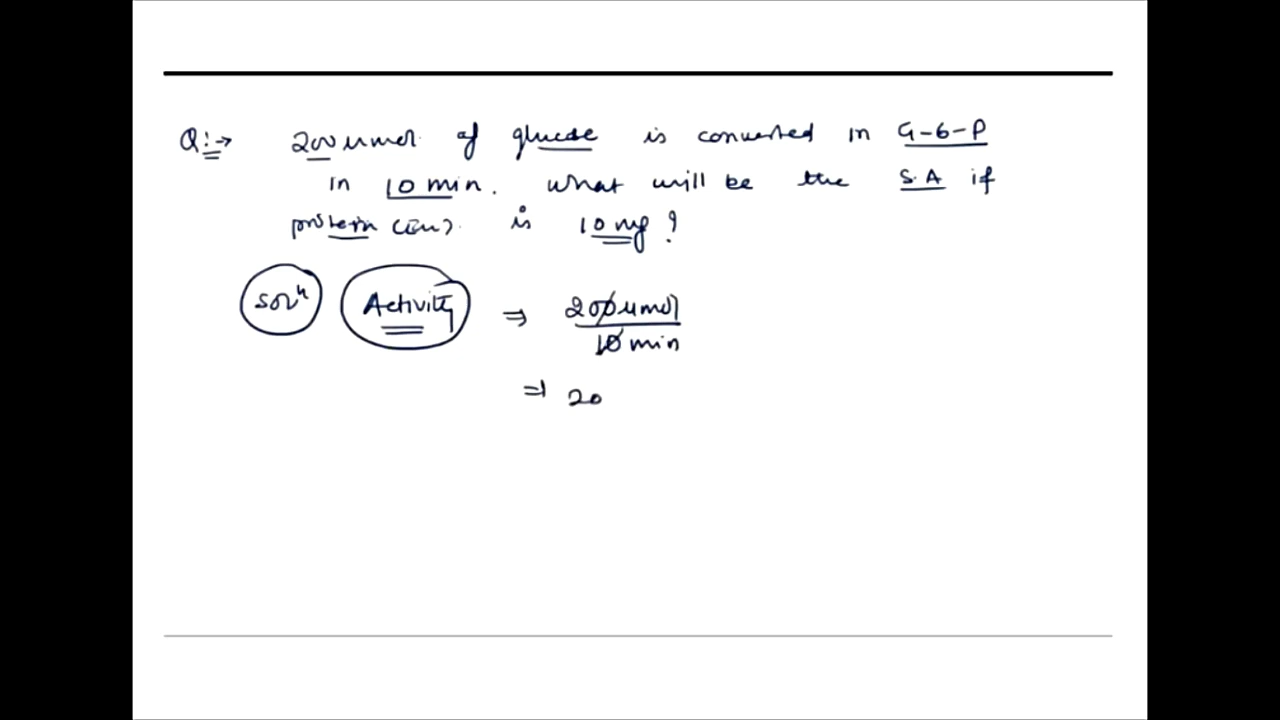 Q:→ 200 umol of glucose is converted in G-6-P
in 10 min. what will be the S.A if
protein conc. is 10 mg?
Solⁿ Activity ⇒ 200 umol
10 min
⇒ 20